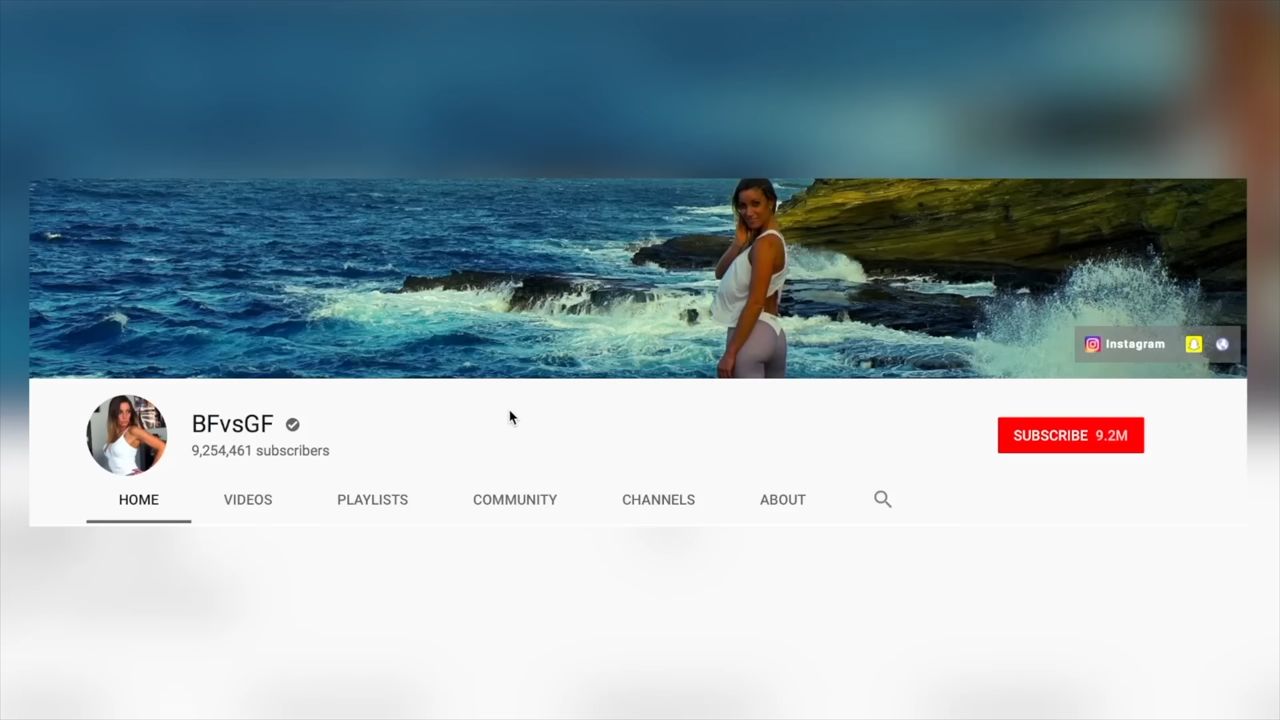 Instagram
BFvsGF
9,254,461 subscribers
SUBSCRIBE 9.2M
HOME VIDEOS PLAYLISTS COMMUNITY CHANNELS ABOUT